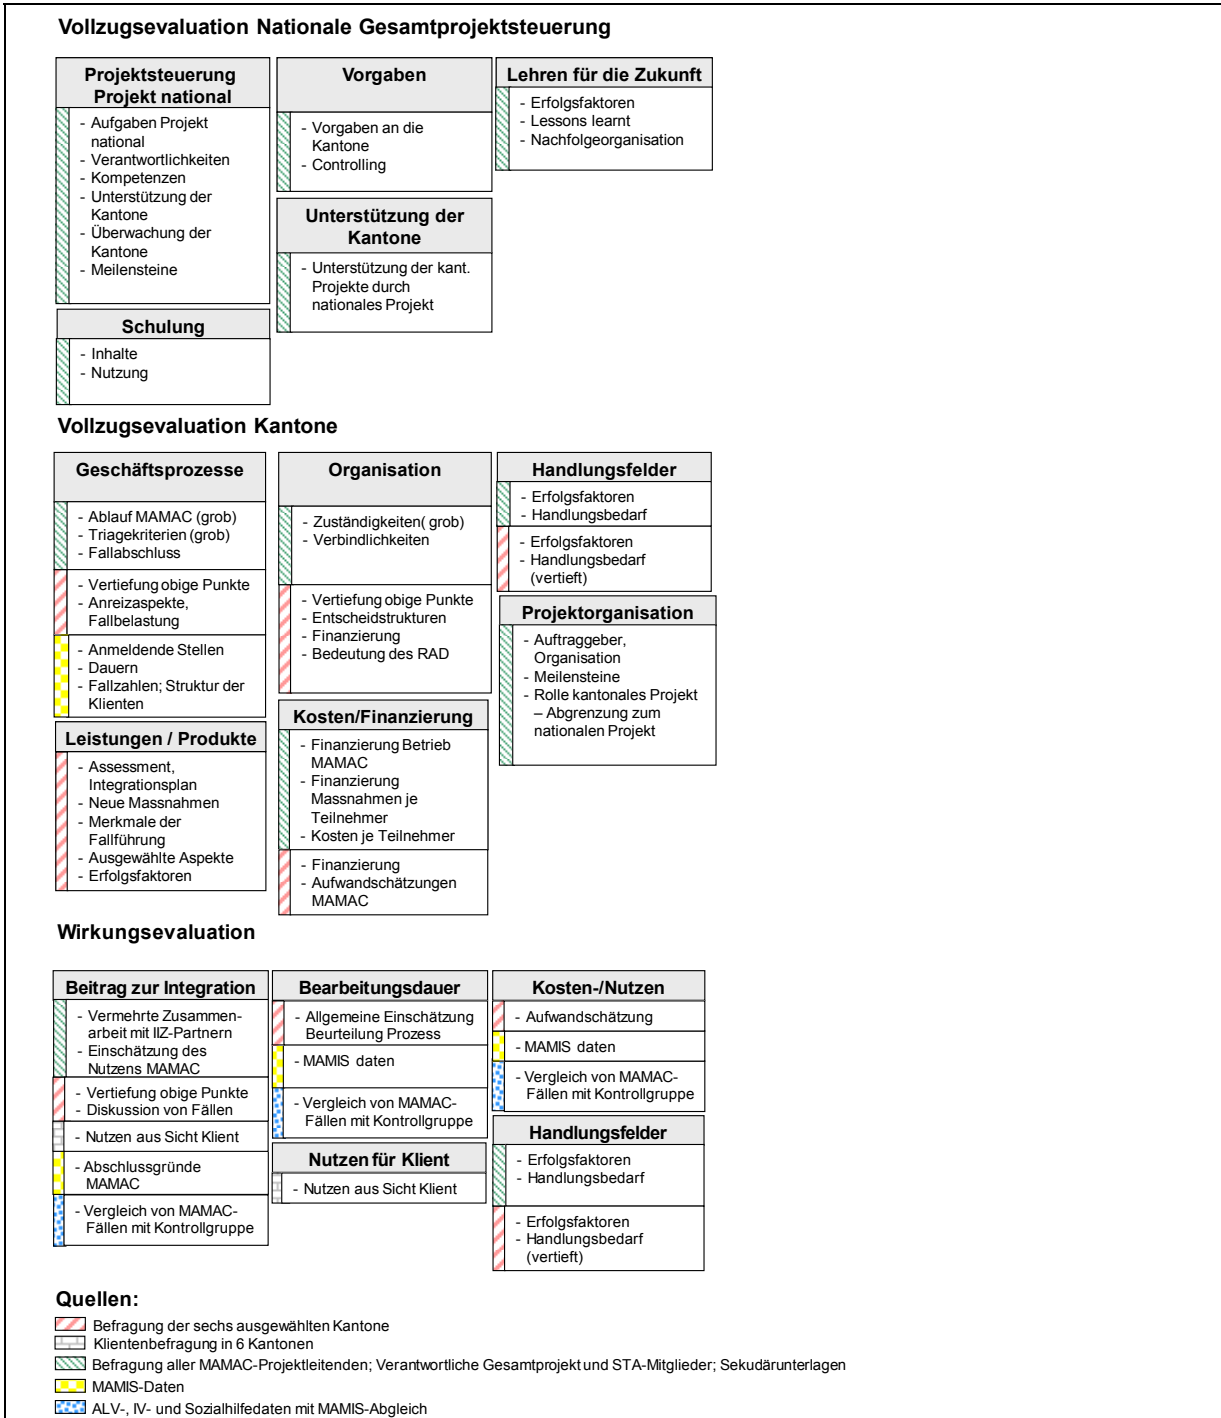 Vollzugsevaluation Nationale Gesamtprojektsteuerung
Projektsteuerung
Projekt national
- Aufgaben Projekt
national
- Verantwortlichkeiten
- Kompetenzen
- Unterstützung der
Kantone
- Überwachung der
Kantone
- Meilensteine
Schulung
- Inhalte
- Nutzung
Vorgaben
- Vorgaben an die
Kantone
- Controlling
Unterstützung der
Kantone
- Unterstützung der kant.
Projekte durch
nationales Projekt
Lehren für die Zukunft
- Erfolgsfaktoren
- Lessons learnt
- Nachfolgeorganisation
Vollzugsevaluation Kantone
Geschäftsprozesse
- Ablauf MAMAC (grob)
- Triagekriterien (grob)
- Fallabschluss
- Vertiefung obige Punkte
- Anreizaspekte,
Fallbelastung
- Anmeldende Stellen
- Dauern
- Fallzahlen; Struktur der
Klienten
Leistungen / Produkte
- Assessment,
Integrationsplan
- Neue Massnahmen
- Merkmale der
Fallführung
- Ausgewählte Aspekte
- Erfolgsfaktoren
Organisation
- Zuständigkeiten( grob)
- Verbindlichkeiten
- Vertiefung obige Punkte
- Entscheidstrukturen
- Finanzierung
- Bedeutung des RAD
Kosten/Finanzierung
- Finanzierung Betrieb
MAMAC
- Finanzierung
Massnahmen je
Teilnehmer
- Kosten je Teilnehmer
- Finanzierung
- Aufwandschätzungen
MAMAC
Handlungsfelder
- Erfolgsfaktoren
- Handlungsbedarf
- Erfolgsfaktoren
- Handlungsbedarf
(vertieft)
Projektorganisation
- Auftraggeber,
Organisation
- Meilensteine
- Rolle kantonales Projekt
– Abgrenzung zum
nationalen Projekt
Wirkungsevaluation
Beitrag zur Integration
- Vermehrte Zusammen-
arbeit mit IIZ-Partnern
- Einschätzung des
Nutzens MAMAC
- Vertiefung obige Punkte
- Diskussion von Fällen
- Nutzen aus Sicht Klient
- Abschlussgründe
MAMAC
- Vergleich von MAMAC-
Fällen mit Kontrollgruppe
Bearbeitungsdauer
- Allgemeine Einschätzung
Beurteilung Prozess
- MAMIS daten
- Vergleich von MAMAC-
Fällen mit Kontrollgruppe
Nutzen für Klient
- Nutzen aus Sicht Klient
Kosten-/Nutzen
- Aufwandschätzung
- MAMIS daten
- Vergleich von MAMAC-
Fällen mit Kontrollgruppe
Handlungsfelder
- Erfolgsfaktoren
- Handlungsbedarf
- Erfolgsfaktoren
- Handlungsbedarf
(vertieft)
Quellen:
Befragung der sechs ausgewählten Kantone
Klientenbefragung in 6 Kantonen
Befragung aller MAMAC-Projektleitenden; Verantwortliche Gesamtprojekt und STA-Mitglieder; Sekudärunterlagen
MAMIS-Daten
ALV-, IV- und Sozialhilfedaten mit MAMIS-Abgleich